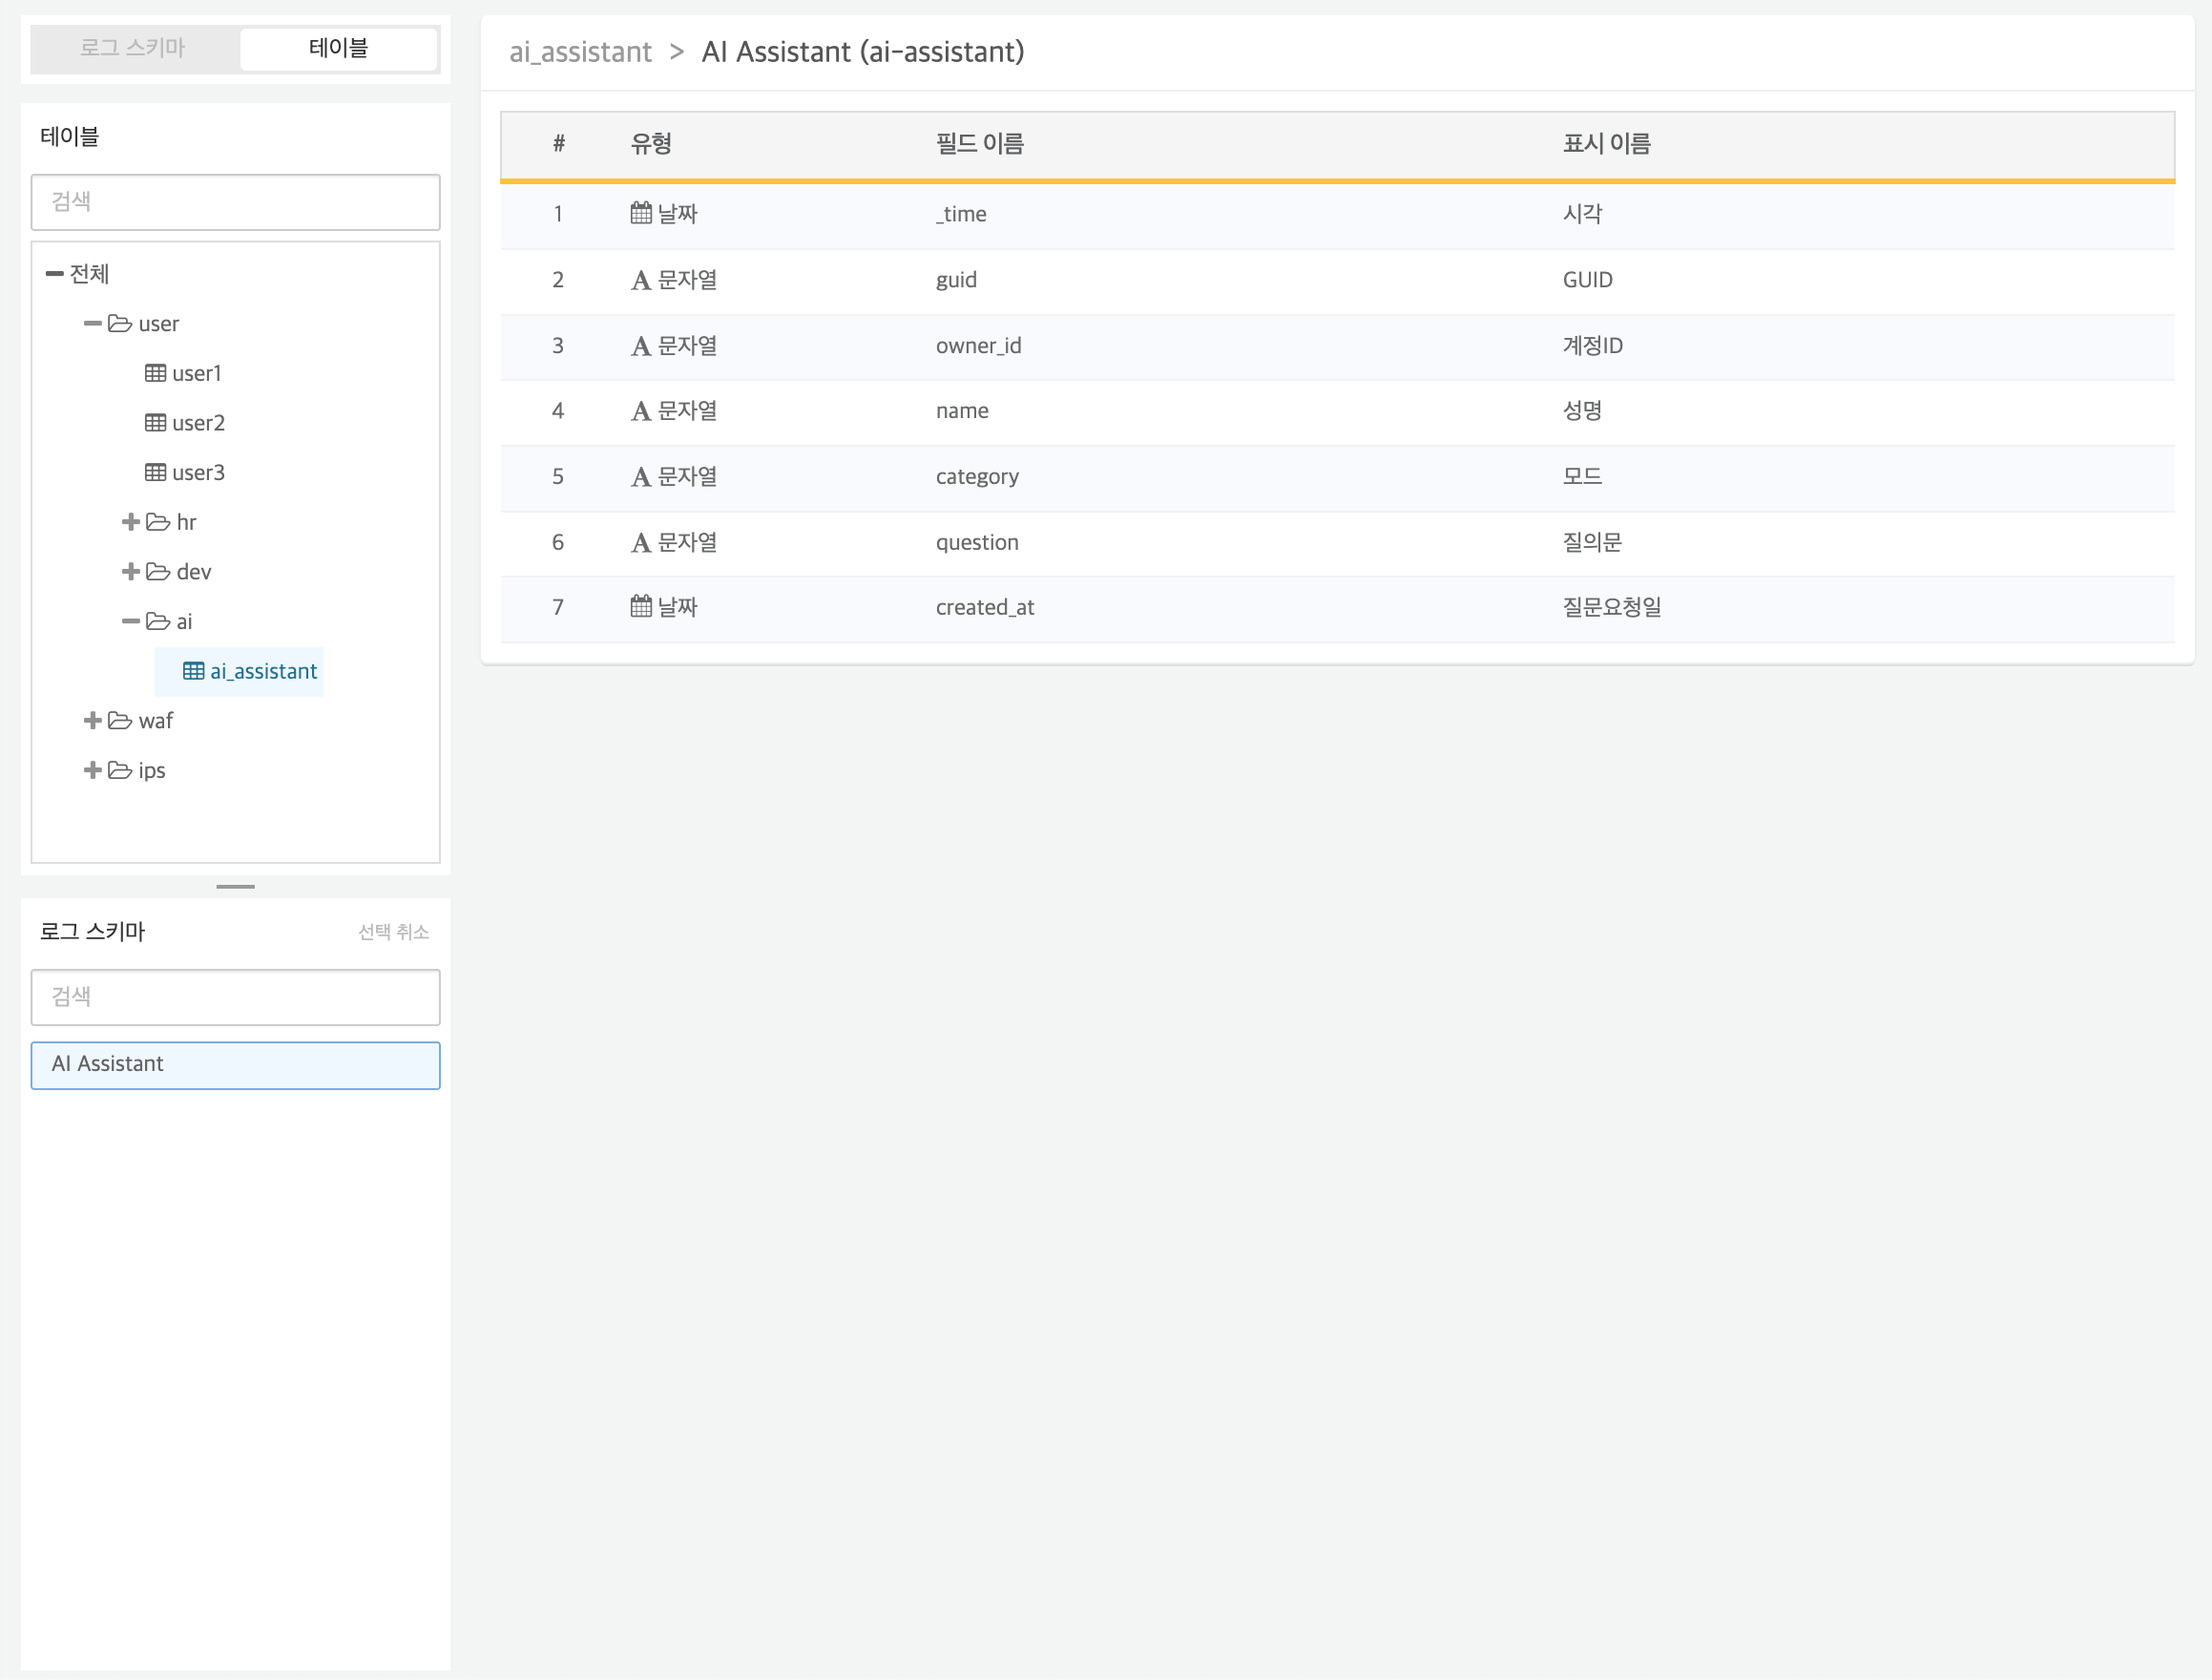 로그 스키마 테이블
테이블
검색
전체
user
user1
user2
user3
hr
dev
ai
ai_assistant
waf
ips
로그 스키마 선택 취소
검색
AI Assistant
ai_assistant > AI Assistant (ai-assistant)
# 유형 필드 이름 표시 이름
1 날짜 _time 시각
2 문자열 guid GUID
3 문자열 owner_id 계정ID
4 문자열 name 성명
5 문자열 category 모드
6 문자열 question 질의문
7 날짜 created_at 질문요청일